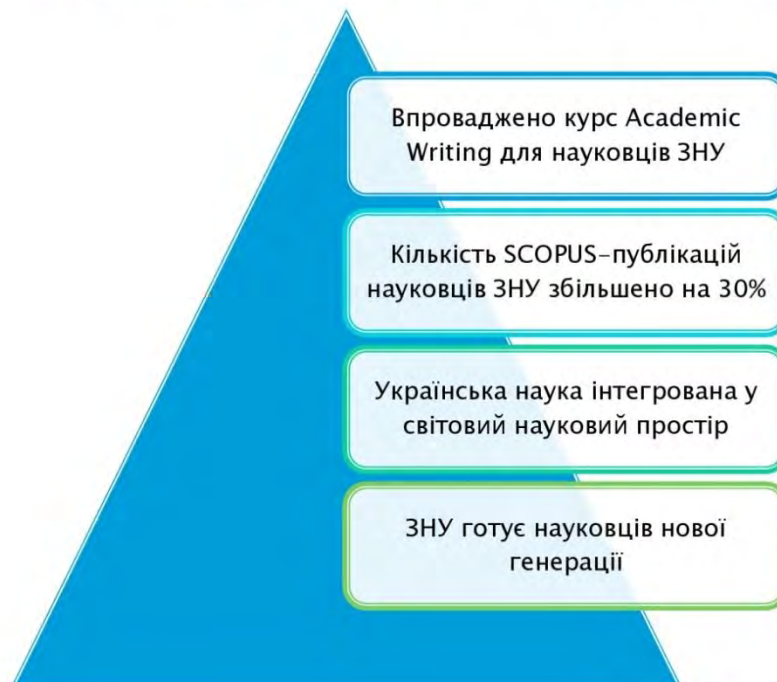 Впроваджено курс Academic
Writing для науковців ЗНУ
Кількість SCOPUS-публікацій
науковців ЗНУ збільшено на 30%
Українська наука інтегрована у
світовий науковий простір
ЗНУ готує науковців нової
генерації